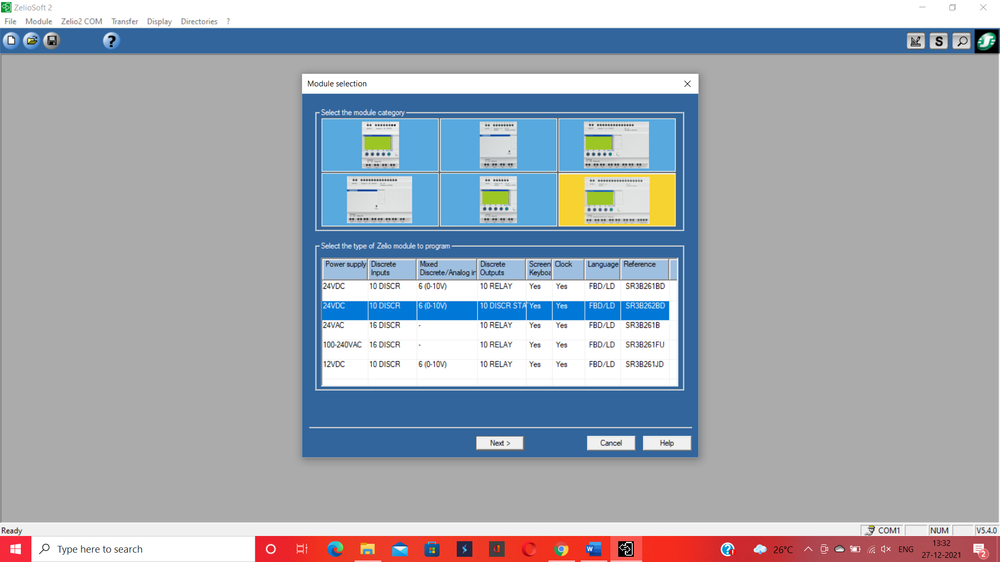 ZelioSoft 2
File Module Zelio2 COM Transfer Display Directories ?
?
S
Module selection
Select the module category
Select the type of Zelio module to program
Power supply Discrete Inputs Mixed Discrete/Analog in Discrete Outputs Screen Keyboa Clock Language Reference
24VDC 10 DISCR 6 (0-10V) 10 RELAY Yes Yes FBD/LD SR3B261BD
24VDC 10 DISCR 6 (0-10V) 10 DISCR STA Yes Yes FBD/LD SR3B262BD
24VAC 16 DISCR - 10 RELAY Yes Yes FBD/LD SR3B261B
100-240VAC 16 DISCR - 10 RELAY Yes Yes FBD/LD SR3B261FU
12VDC 10 DISCR 6 (0-10V) 10 RELAY Yes Yes FBD/LD SR3B261JD
Next > Cancel Help
Ready COM1 NUM V5.4.0
Type here to search 26°C ENG 13:32
27-12-2021 2